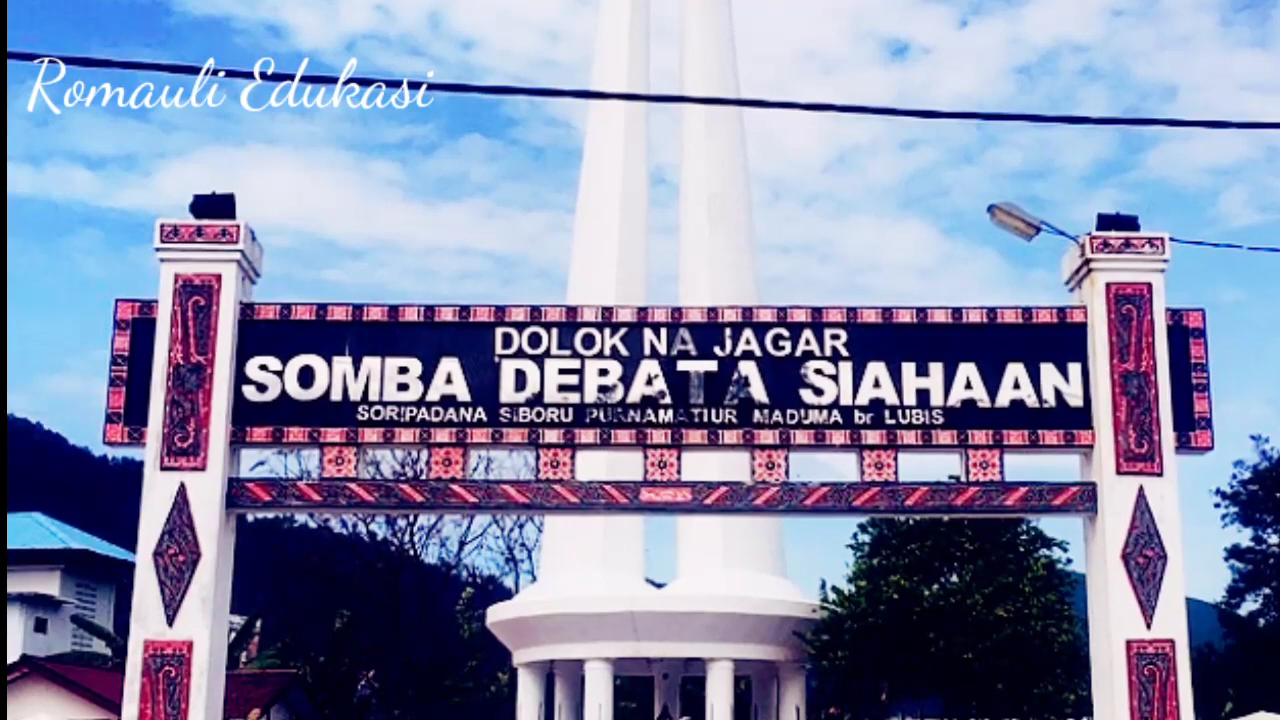 Romauli Edukasi
DOLOK NA JAGAR
SOMBA DEBATA SIAHAAN
SORIPADANA SIBORU PURNAMATIUR MADUMA br LUBIS